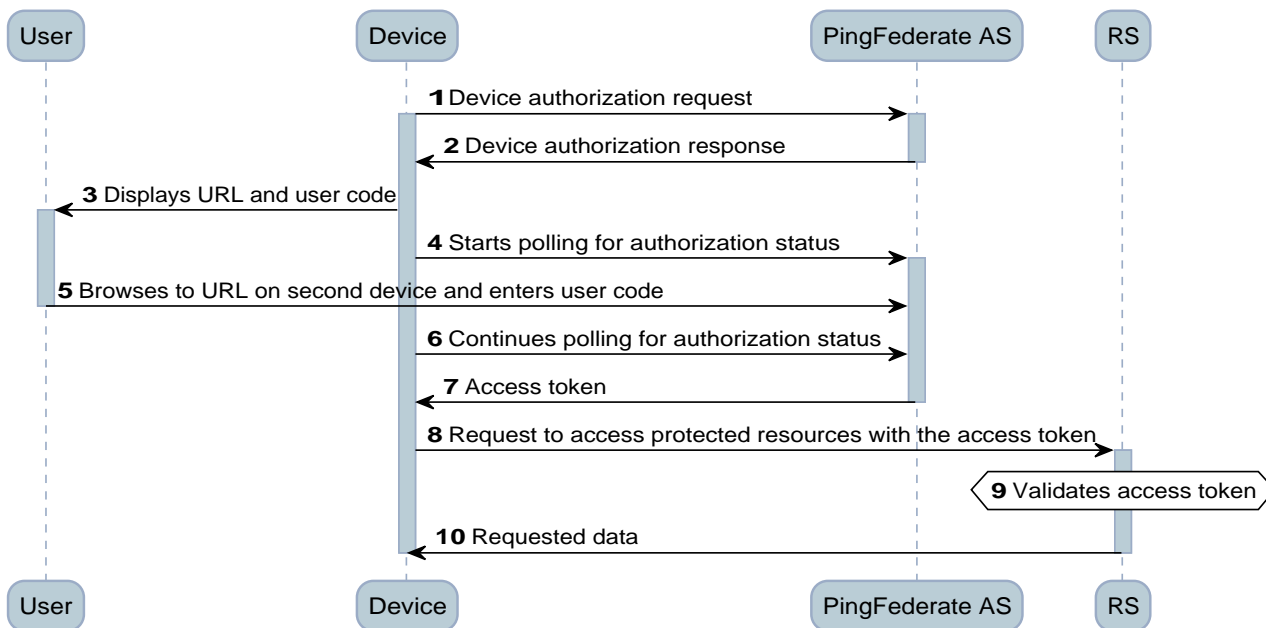 User
Device
PingFederate AS
RS
1 Device authorization request
2 Device authorization response
3 Displays URL and user code
4 Starts polling for authorization status
5 Browses to URL on second device and enters user code
6 Continues polling for authorization status
7 Access token
8 Request to access protected resources with the access token
9 Validates access token
10 Requested data
User
Device
PingFederate AS
RS